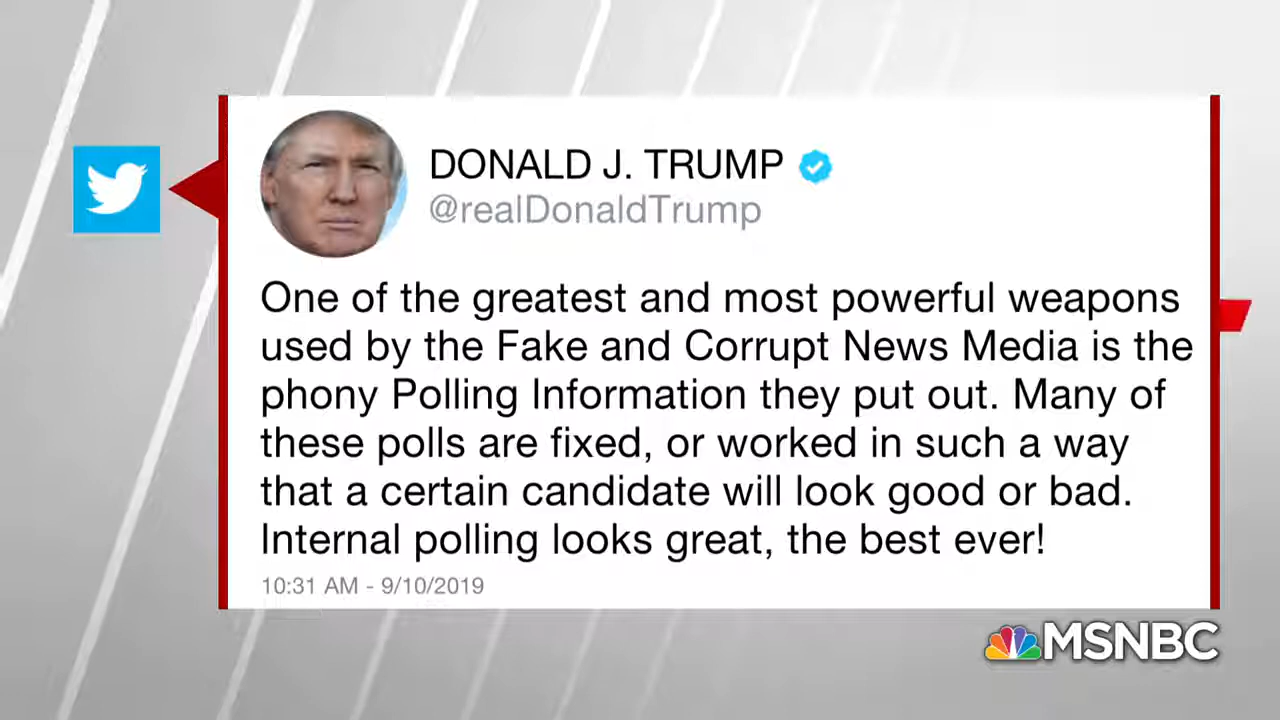 DONALD J. TRUMP
@realDonaldTrump
One of the greatest and most powerful weapons
used by the Fake and Corrupt News Media is the
phony Polling Information they put out. Many of
these polls are fixed, or worked in such a way
that a certain candidate will look good or bad.
Internal polling looks great, the best ever!
10:31 AM - 9/10/2019
MSNBC